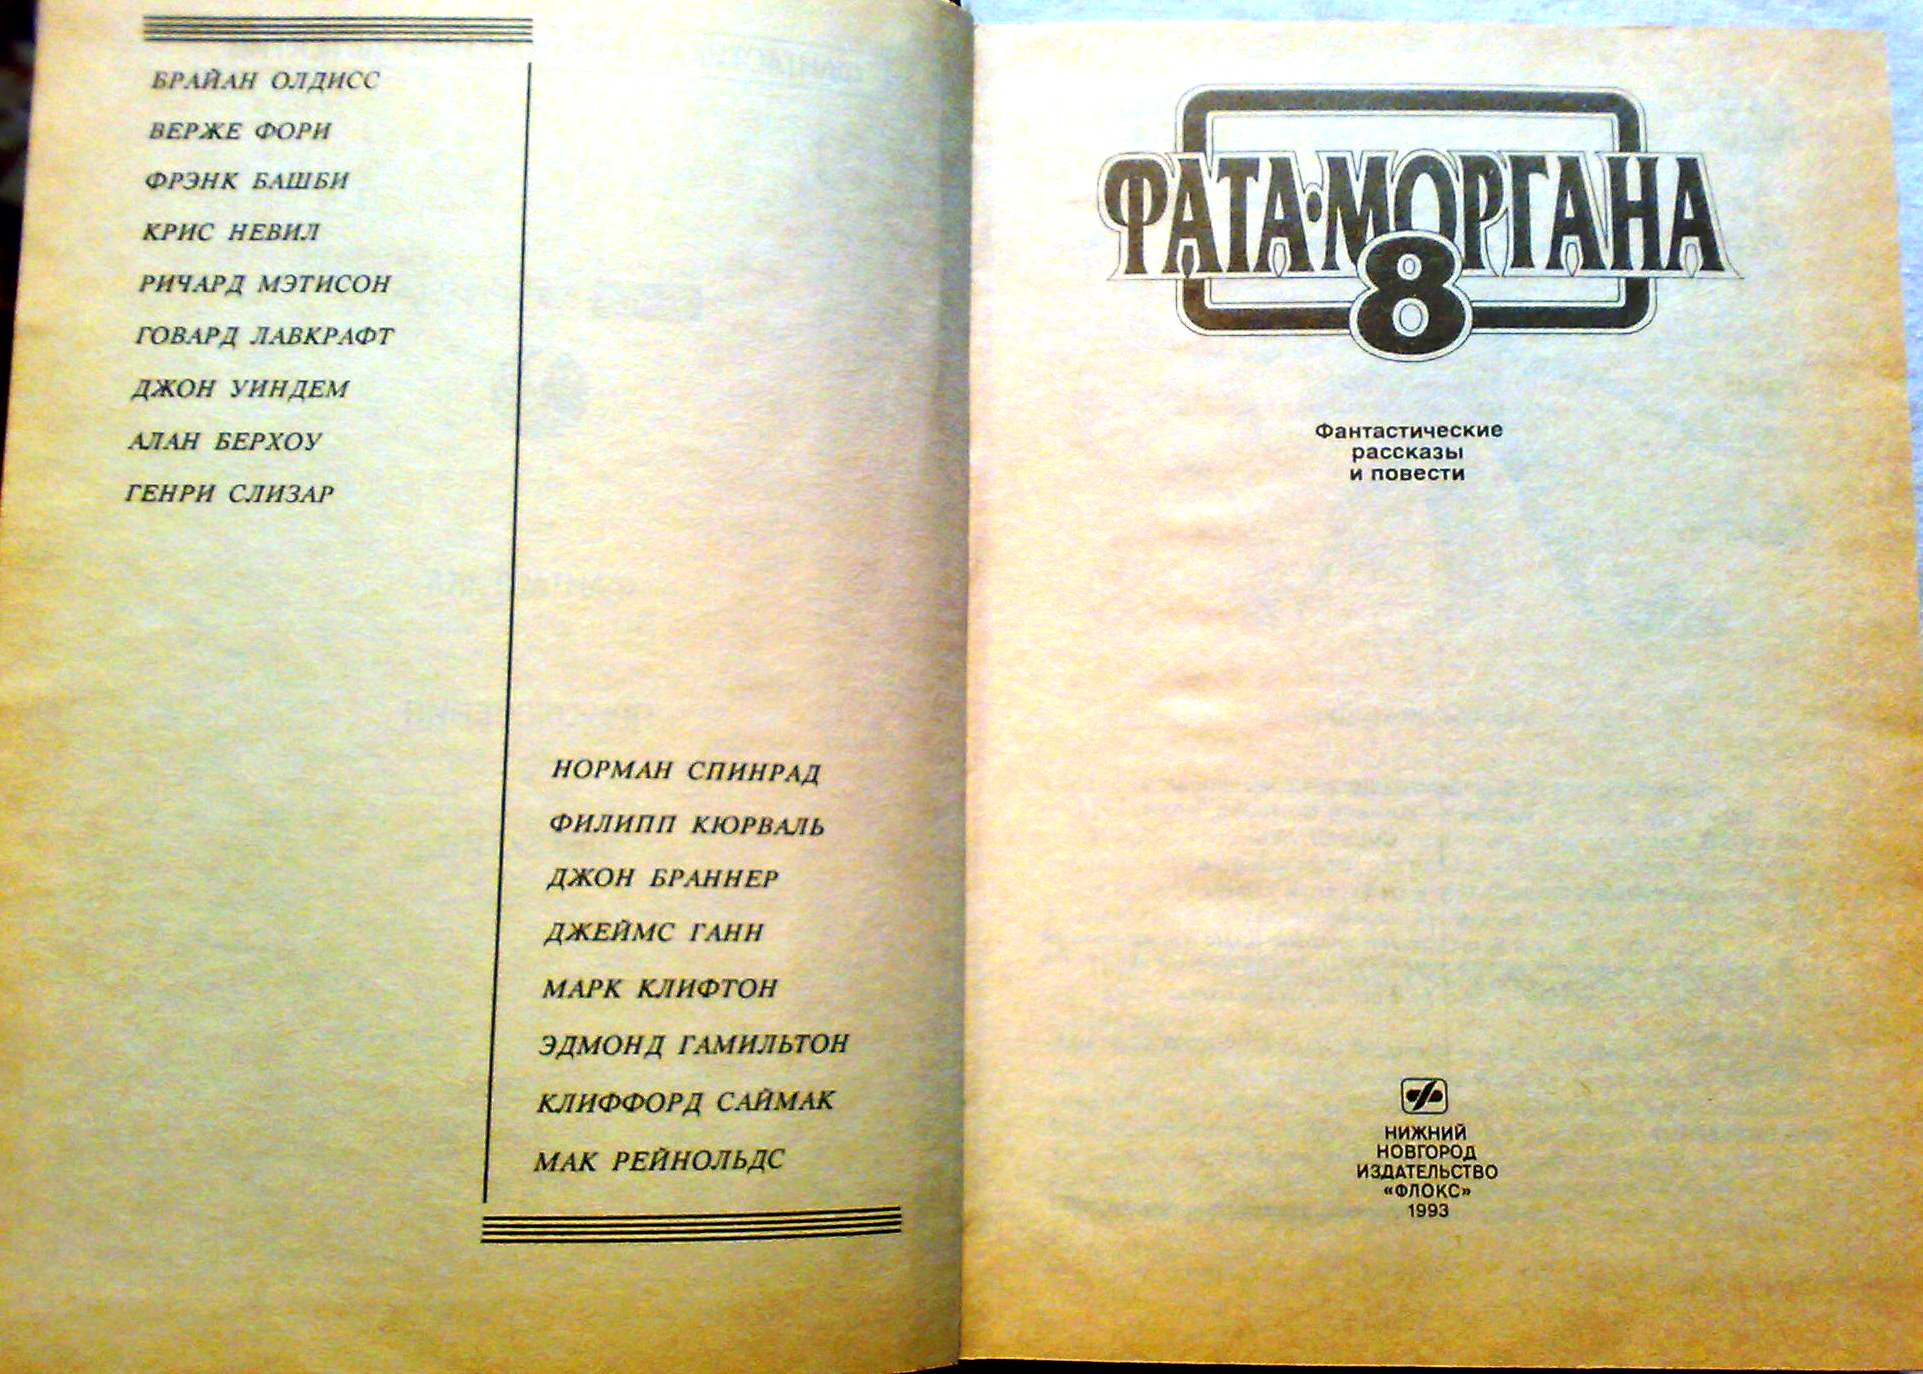 БРАЙАН ОЛДИСС
ВЕРЖЕ ФОРИ
ФРЭНК БАШБИ
КРИС НЕВИЛ
РИЧАРД МЭТИСОН
ГОВАРД ЛАВКРАФТ
ДЖОН УИНДЕМ
АЛАН БЕРХОУ
ГЕНРИ СЛИЗАР
НОРМАН СПИНРАД
ФИЛИПП КЮРВАЛЬ
ДЖОН БРАННЕР
ДЖЕЙМС ГАНН
МАРК КЛИФТОН
ЭДМОНД ГАМИЛЬТОН
КЛИФФОРД САЙМАК
МАК РЕЙНОЛЬДС
ФАТА•МОРГАНА
8
Фантастические
рассказы
и повести
НИЖНИЙ
НОВГОРОД
ИЗДАТЕЛЬСТВО
«ФЛОКС»
1993